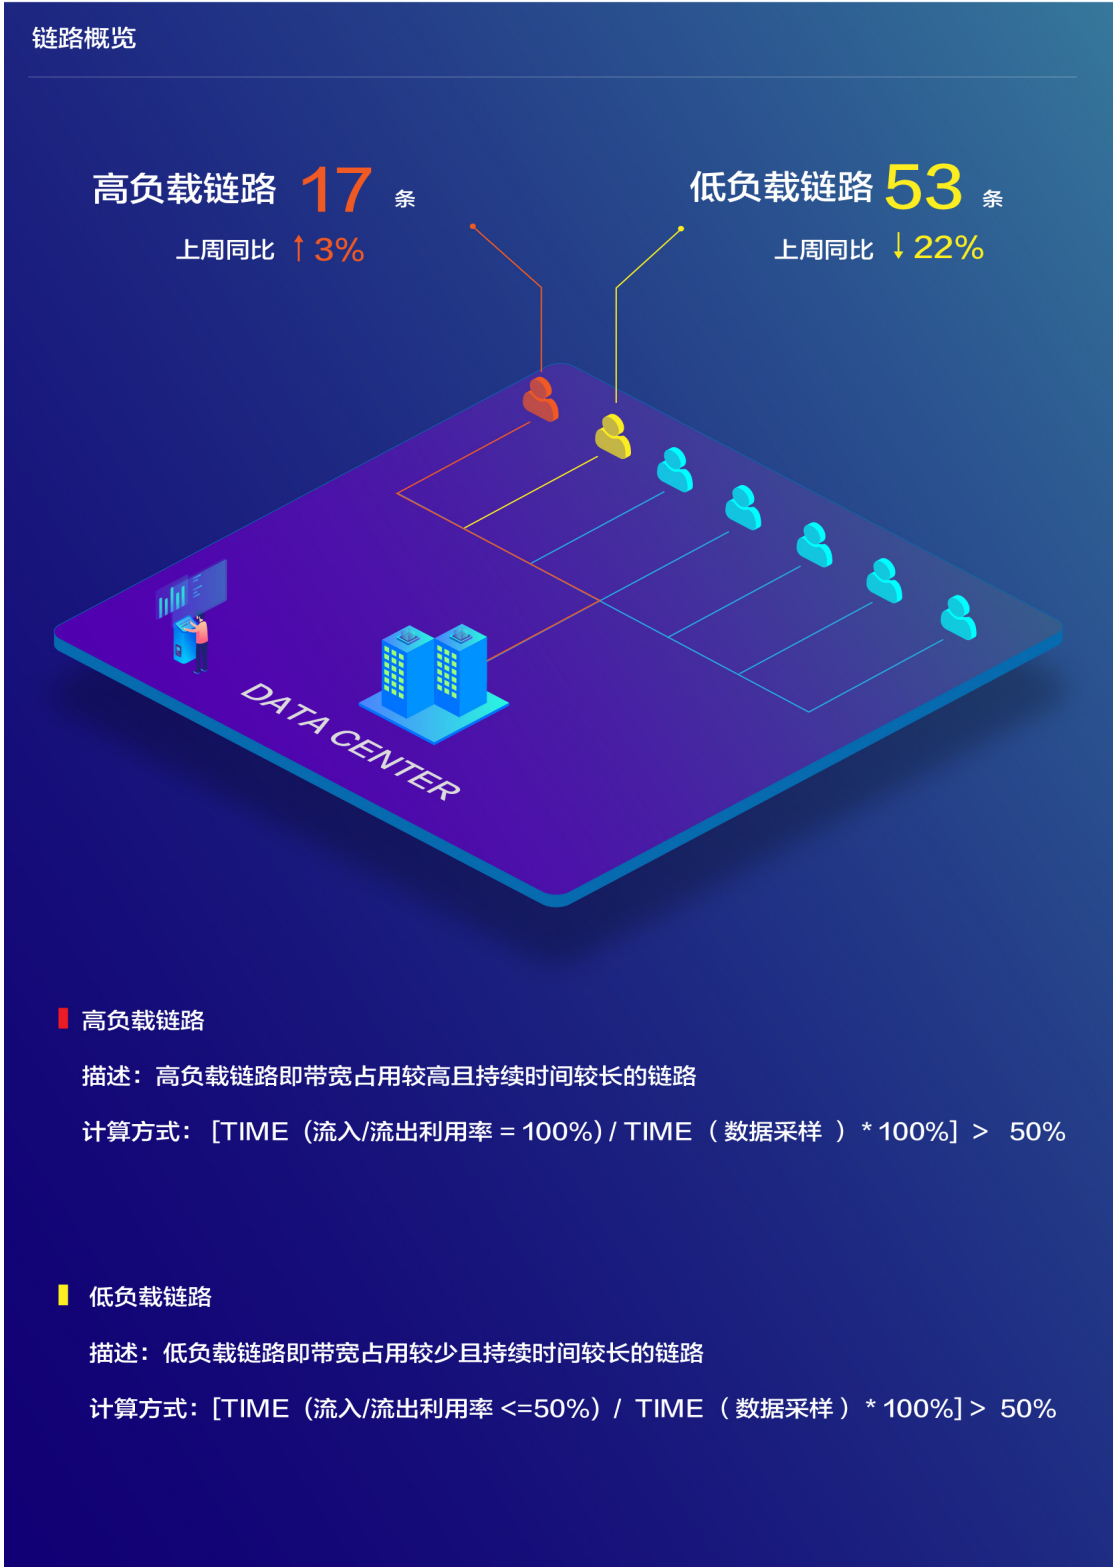 链路概览
高负载链路 17 条
上周同比 ↑3%
低负载链路 53 条
上周同比 ↓22%
DATA CENTER
高负载链路
描述：高负载链路即带宽占用较高且持续时间较长的链路
计算方式： [TIME（流入/流出利用率 = 100%) / TIME （ 数据采样 ） * 100%] > 50%
低负载链路
描述：低负载链路即带宽占用较少且持续时间较长的链路
计算方式：[TIME（流入/流出利用率 <=50%) / TIME （ 数据采样 ） * 100%] > 50%